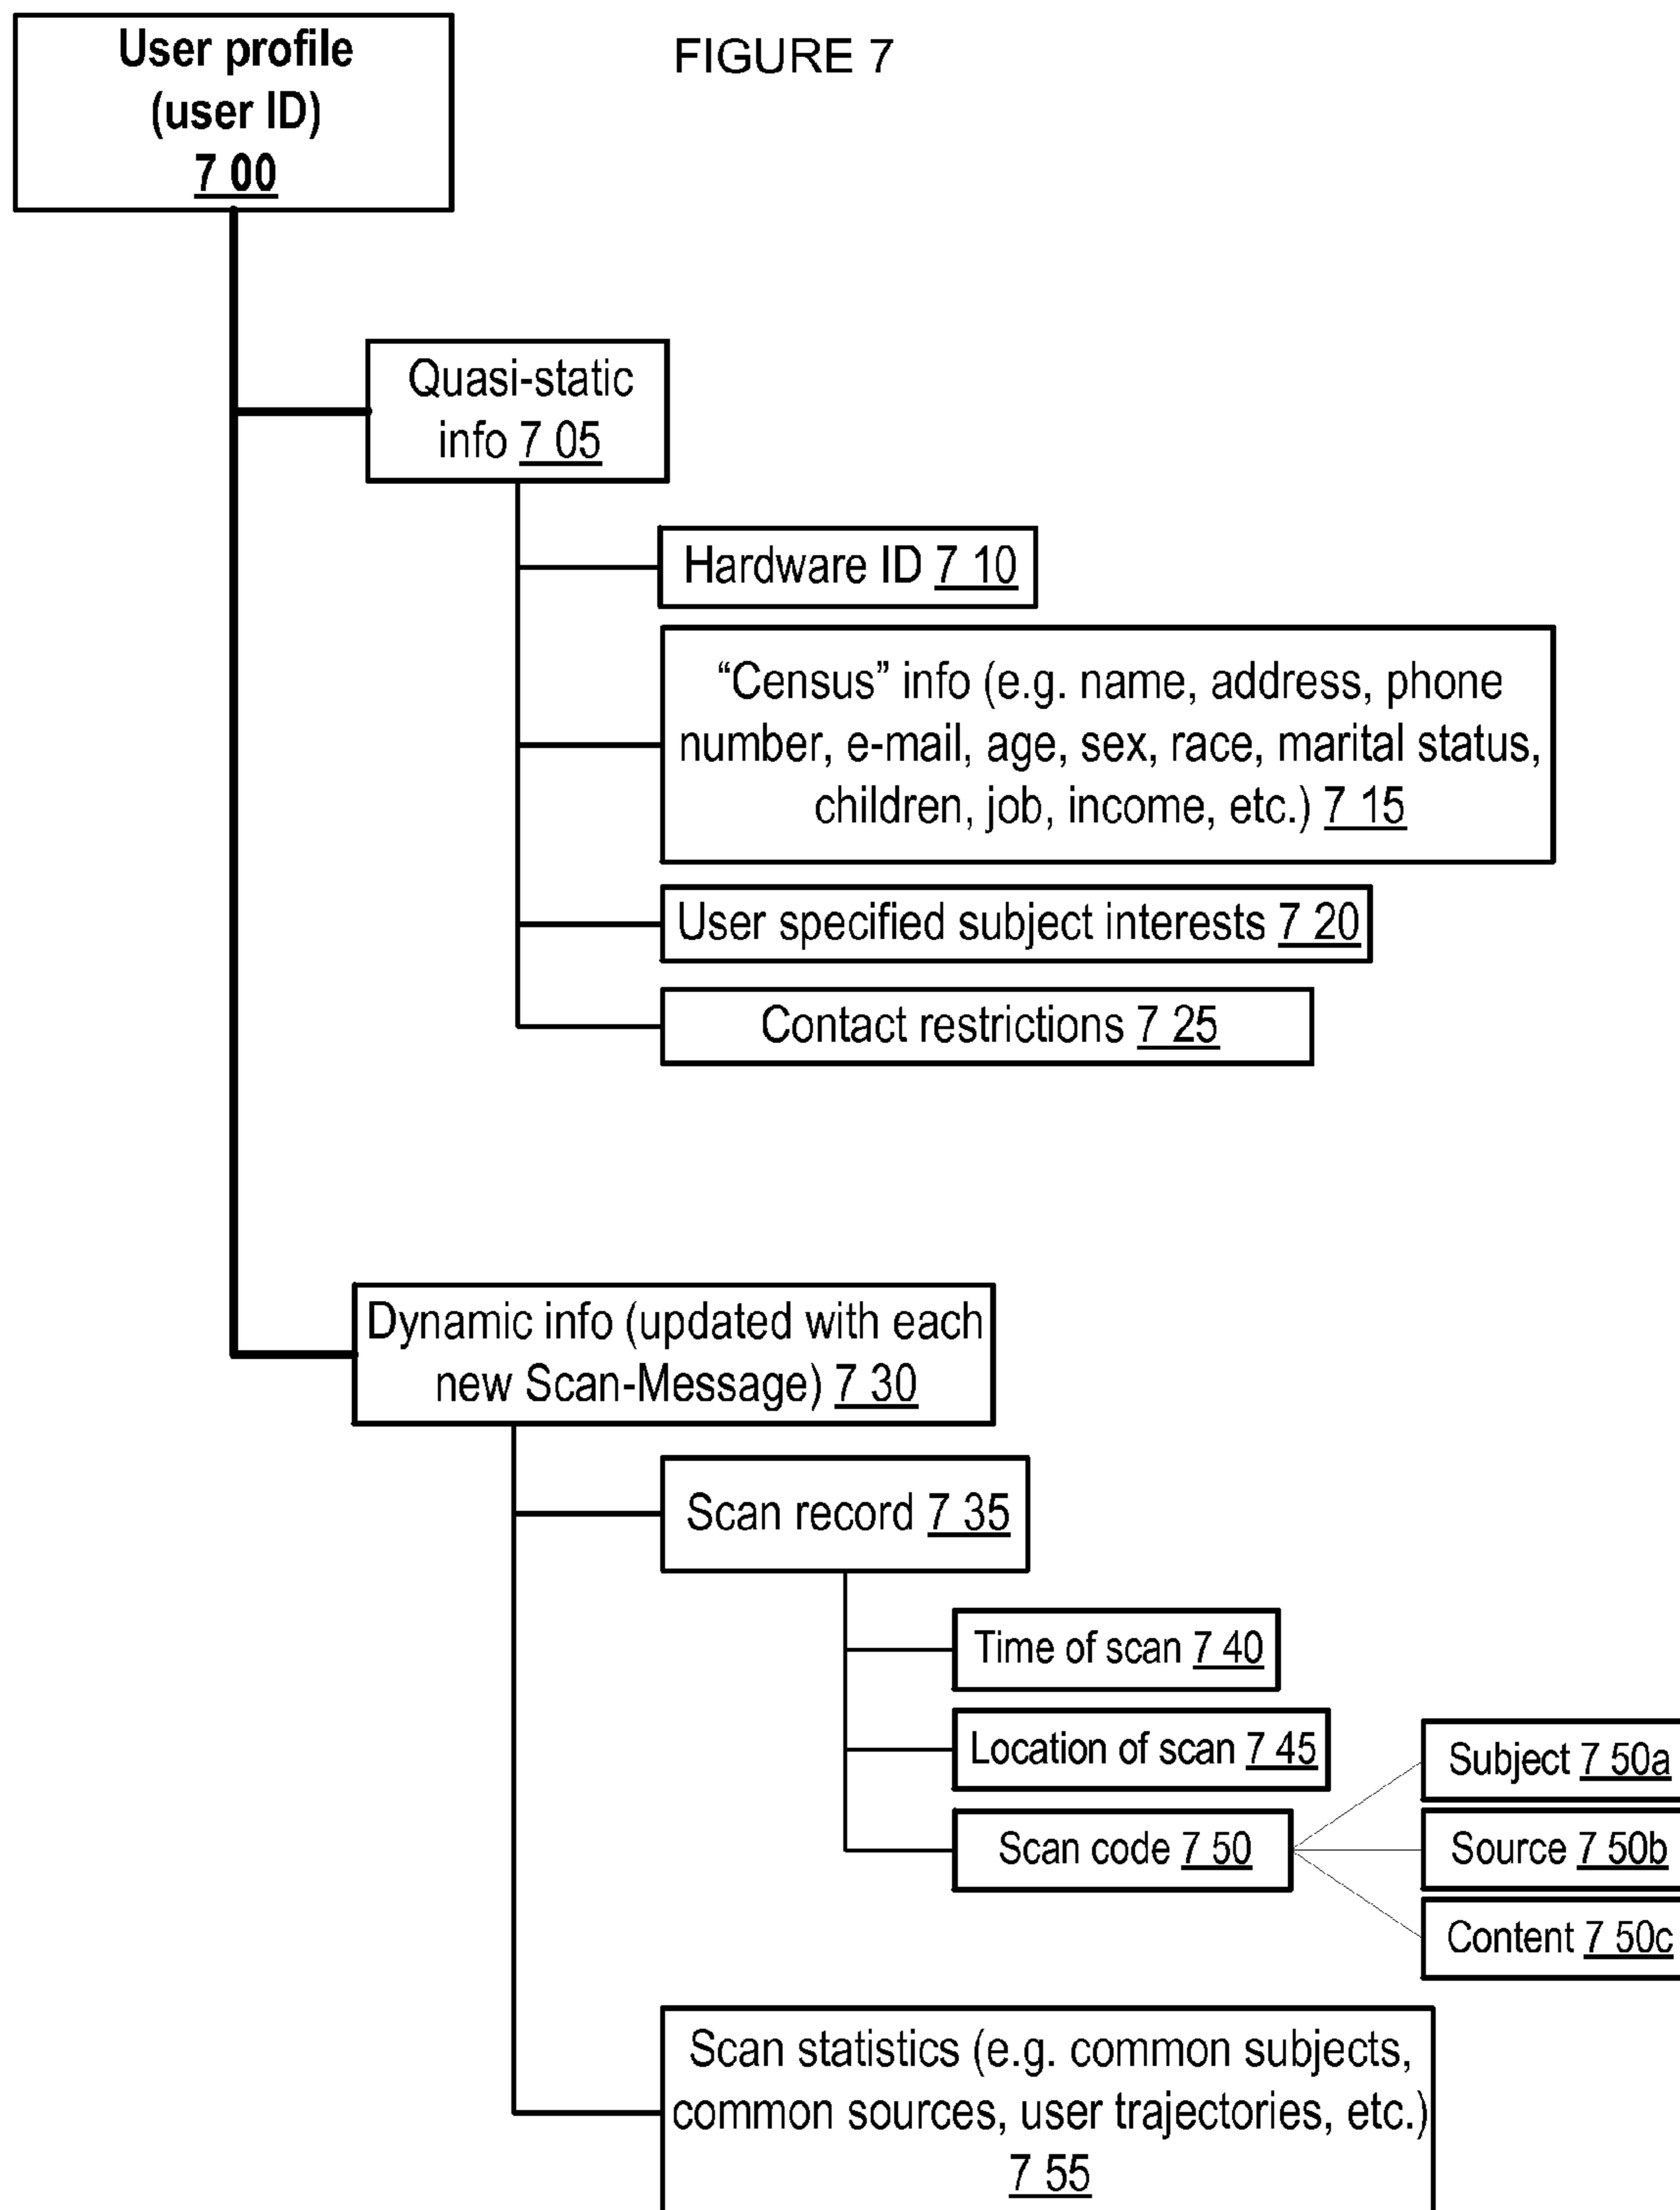 User profile
(user ID)
7 00
FIGURE 7
Quasi-static
info 7 05
Hardware ID 7 10
“Census” info (e.g. name, address, phone
number, e-mail, age, sex, race, marital status,
children, job, income, etc.) 7 15
User specified subject interests 7 20
Contact restrictions 7 25
Dynamic info (updated with each
new Scan-Message) 7 30
Scan record 7 35
Time of scan 7 40
Location of scan 7 45
Scan code 7 50
Subject 7 50a
Source 7 50b
Content 7 50c
Scan statistics (e.g. common subjects,
common sources, user trajectories, etc.)
7 55